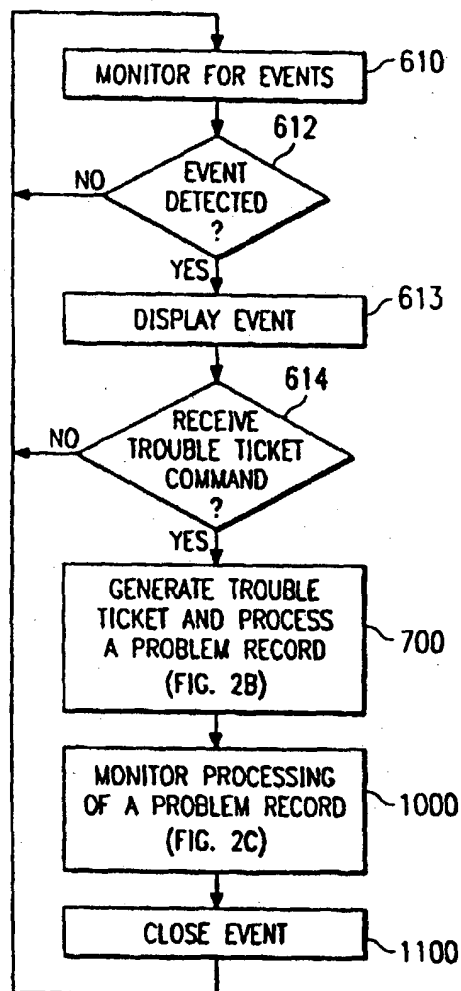 MONITOR FOR EVENTS
610
612
EVENT
DETECTED
?
NO
YES
DISPLAY EVENT
613
614
RECEIVE
TROUBLE TICKET
COMMAND
?
NO
YES
GENERATE TROUBLE
TICKET AND PROCESS
A PROBLEM RECORD
(FIG. 2B)
700
MONITOR PROCESSING
OF A PROBLEM RECORD
(FIG. 2C)
1000
CLOSE EVENT
1100